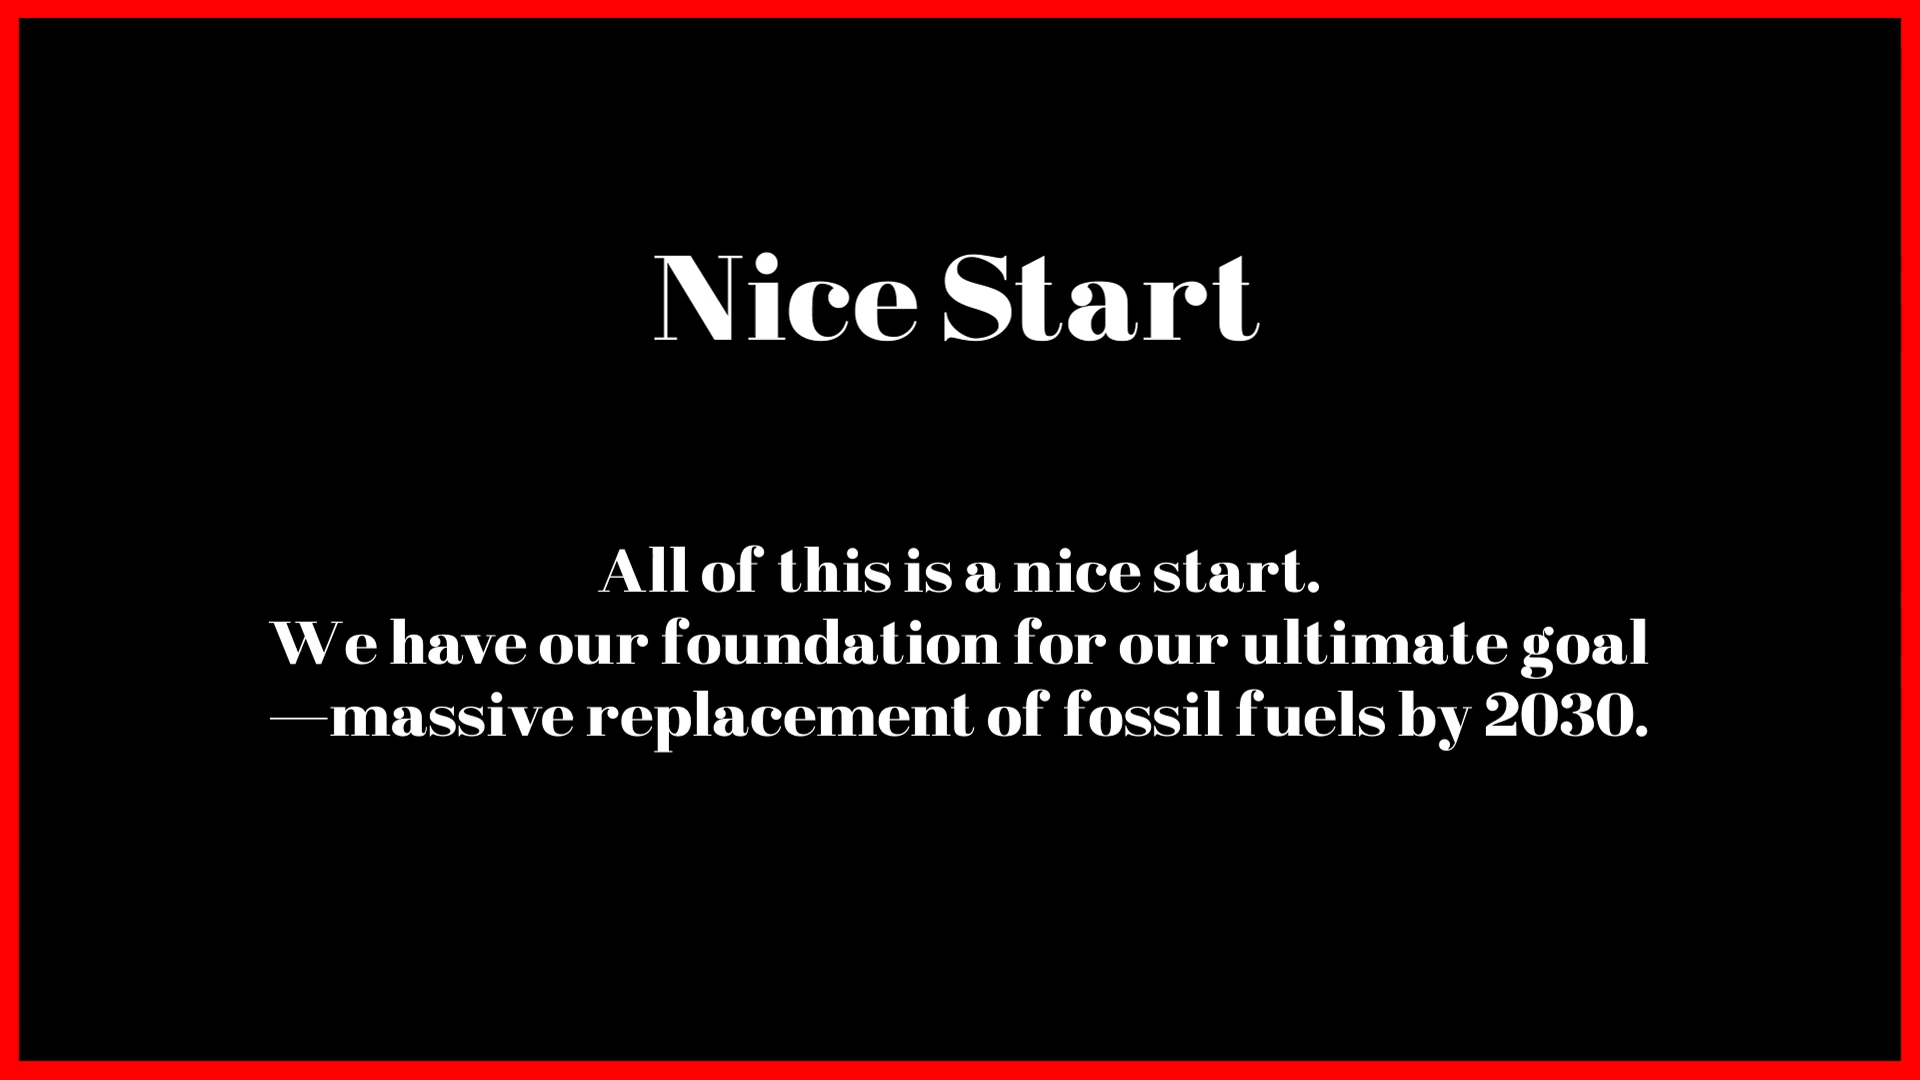 Nice Start
All of this is a nice start.
We have our foundation for our ultimate goal
—massive replacement of fossil fuels by 2030.